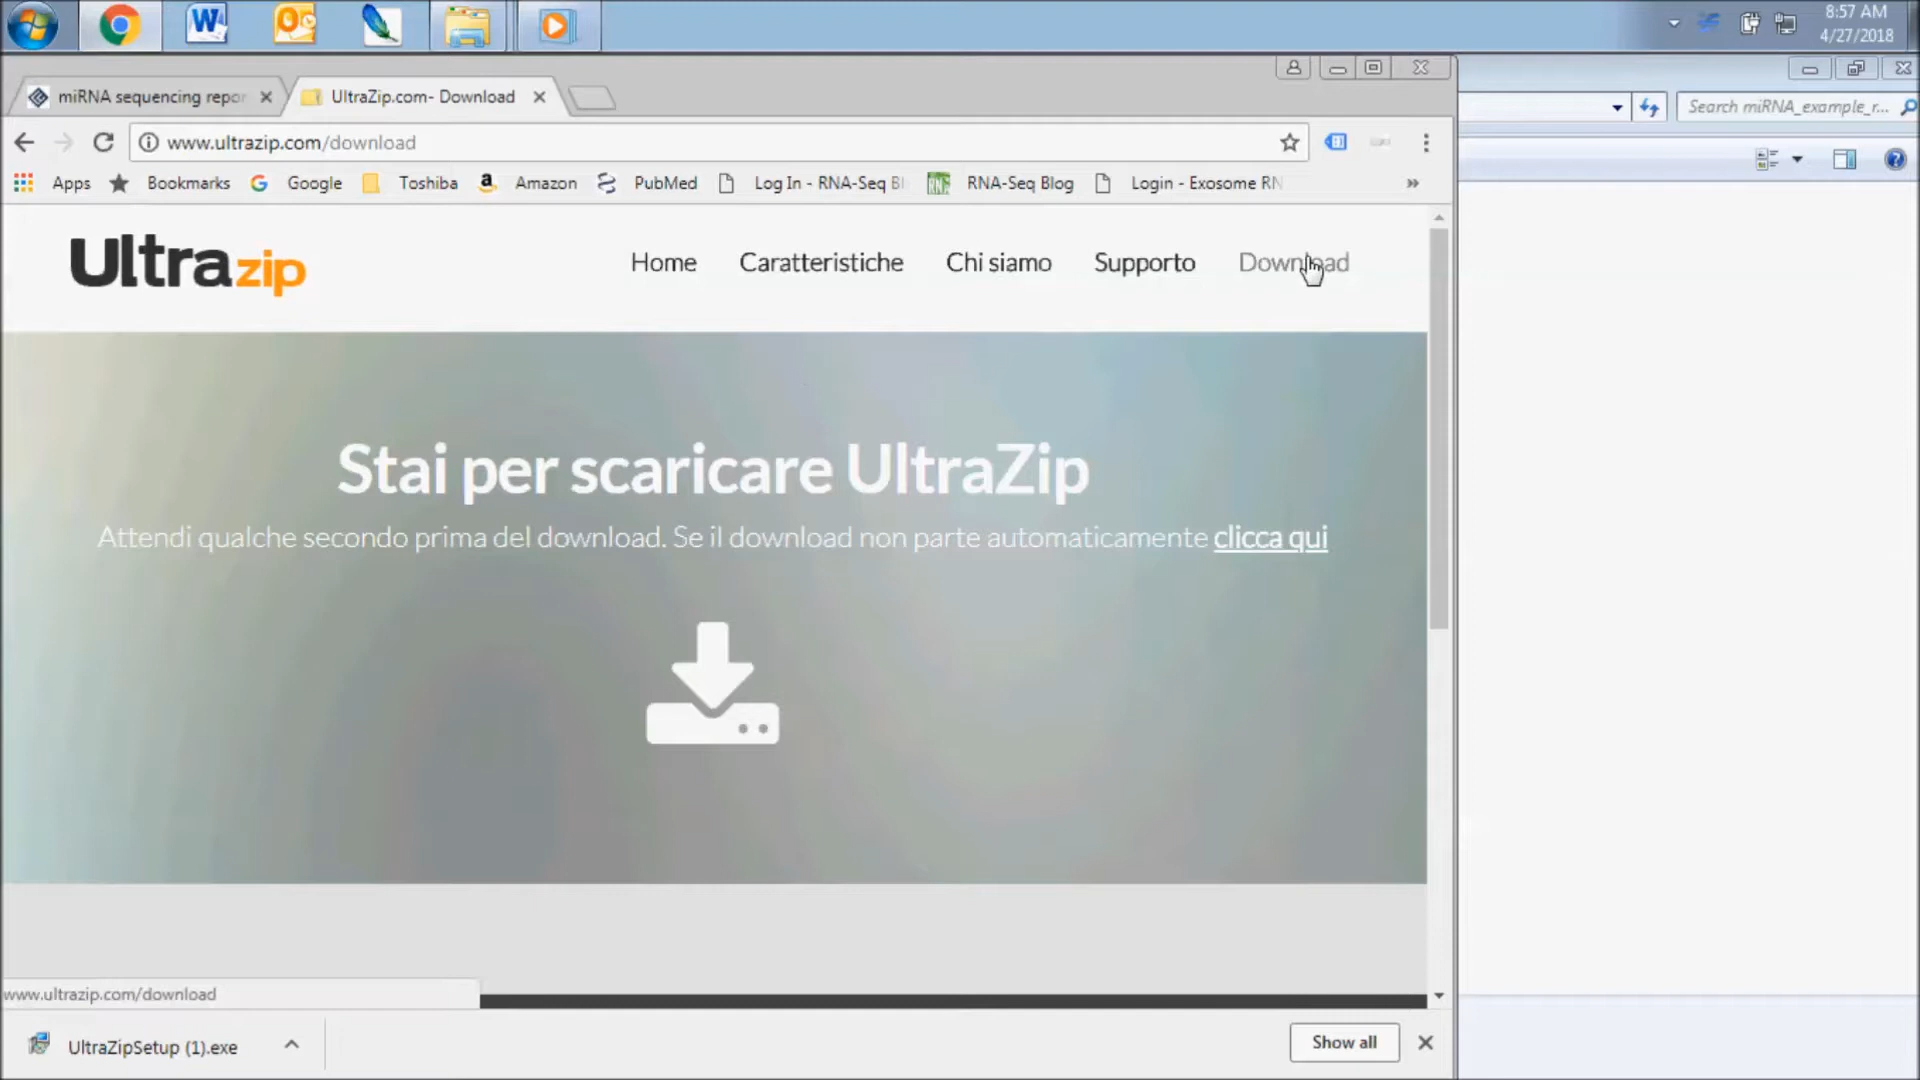 8:57 AM
4/27/2018
miRNA sequencing repor
UltraZip.com- Download
www.ultrazip.com/download
Search miRNA_example_r...
Apps
Bookmarks
Google
Toshiba
Amazon
PubMed
Log In - RNA-Seq Bl
RNA-Seq Blog
Login - Exosome RN
»
Ultrazip
Home
Caratteristiche
Chi siamo
Supporto
Download
Stai per scaricare UltraZip
Attendi qualche secondo prima del download. Se il download non parte automaticamente clicca qui
www.ultrazip.com/download
UltraZipSetup (1).exe
Show all